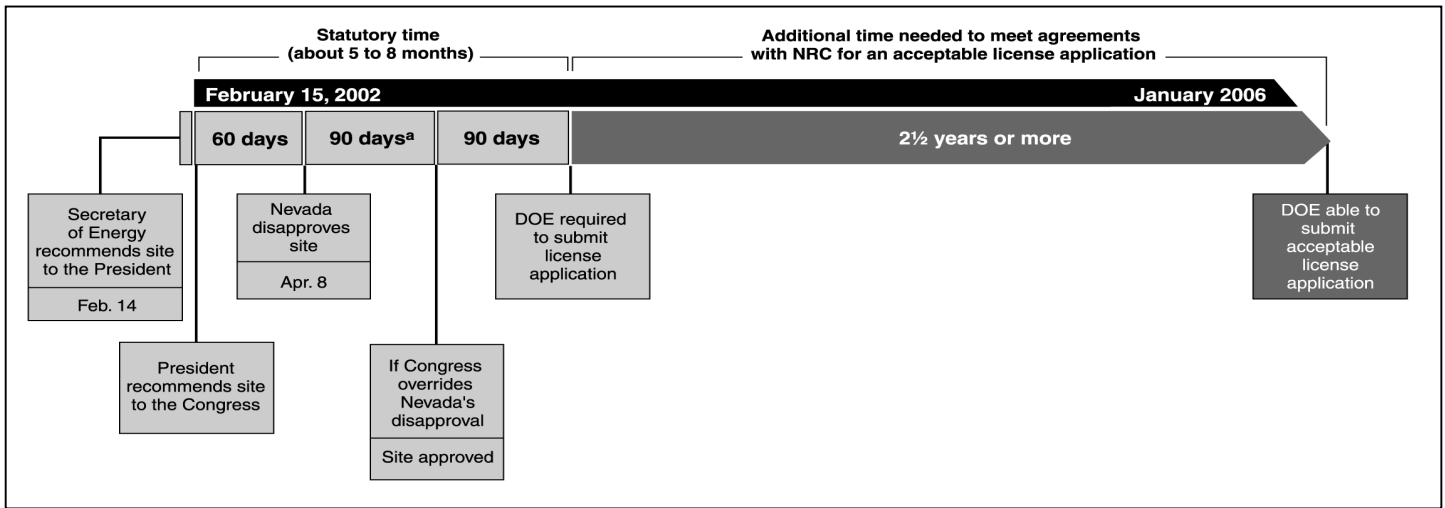 Statutory time
(about 5 to 8 months)
Additional time needed to meet agreements
with NRC for an acceptable license application
February 15, 2002
January 2006
60 days
90 daysᵃ
90 days
2½ years or more
Secretary
of Energy
recommends site
to the President
Feb. 14
Nevada
disapproves
site
Apr. 8
DOE required
to submit
license
application
DOE able to
submit
acceptable
license
application
President
recommends site
to the Congress
If Congress
overrides
Nevada's
disapproval
Site approved